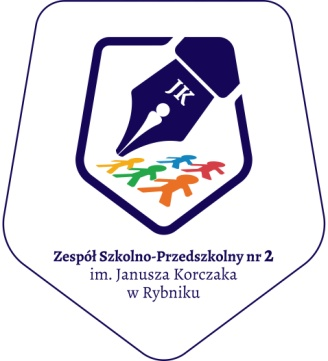 JK
Zespół Szkolno-Przedszkolny nr 2
im. Janusza Korczaka
w Rybniku